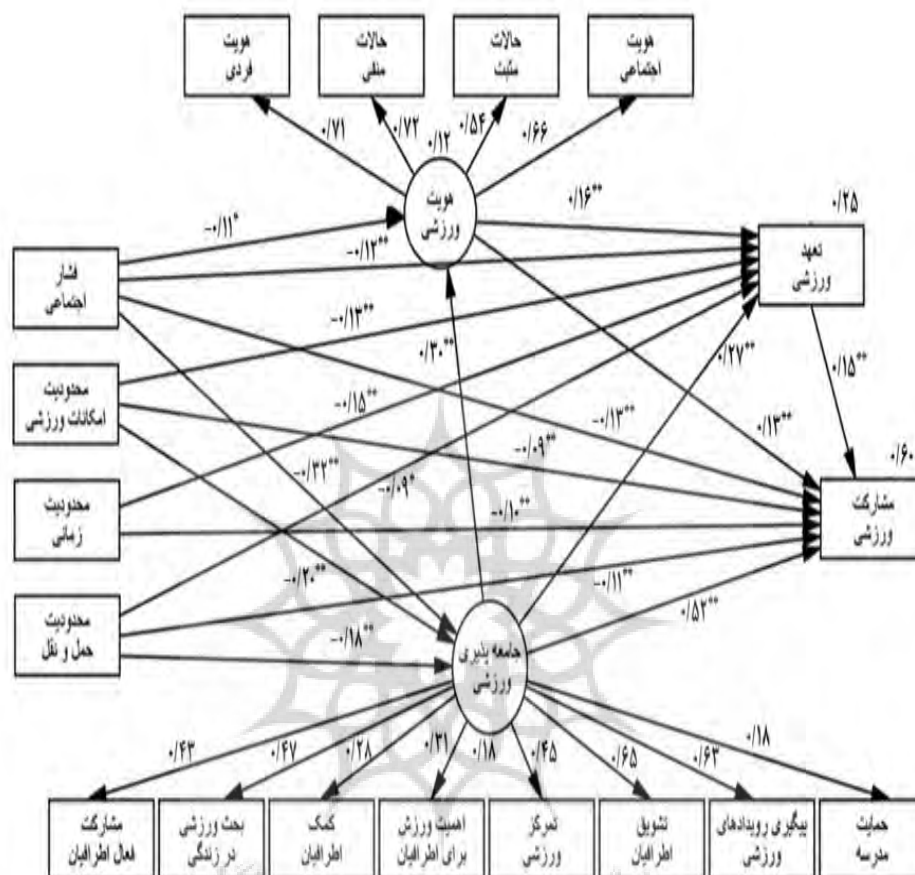 هویت
فردی
حالات
منفی
حالات
مثبت
هویت
اجتماعی
۰/۷۱
۰/۷۲
۰/۱۲
۰/۵۴
۰/۶۶
هویت
ورزشی
۰/۱۶**
۰/۲۵
تعهد
ورزشی
-۰/۱۱*
-۰/۱۲**
فشار
اجتماعی
-۰/۱۳**
۰/۳۰**
۰/۲۷**
۰/۱۵**
محدودیت
امکانات ورزشی
-۰/۱۵**
-۰/۱۳**
۰/۱۳**
-۰/۰۹**
۰/۶۰
-۰/۳۲**
-۰/۰۹*
مشارکت
ورزشی
محدودیت
زمانی
-۰/۱۰**
-۰/۲۰**
-۰/۱۱**
۰/۵۲**
محدودیت
حمل و نقل
-۰/۱۸**
جامعه پذیری
ورزشی
۰/۴۳
۰/۴۷
۰/۲۸
۰/۳۱
۰/۱۸
۰/۴۵
۰/۶۵
۰/۶۳
۰/۱۸
مشارکت
فعال اطرافیان
بحث ورزشی
در زندگی
کمک
اطرافیان
اهمیت ورزش
برای اطرافیان
تمرکز
ورزشی
تشویق
اطرافیان
پیگیری رویدادهای
ورزشی
حمایت
مدرسه